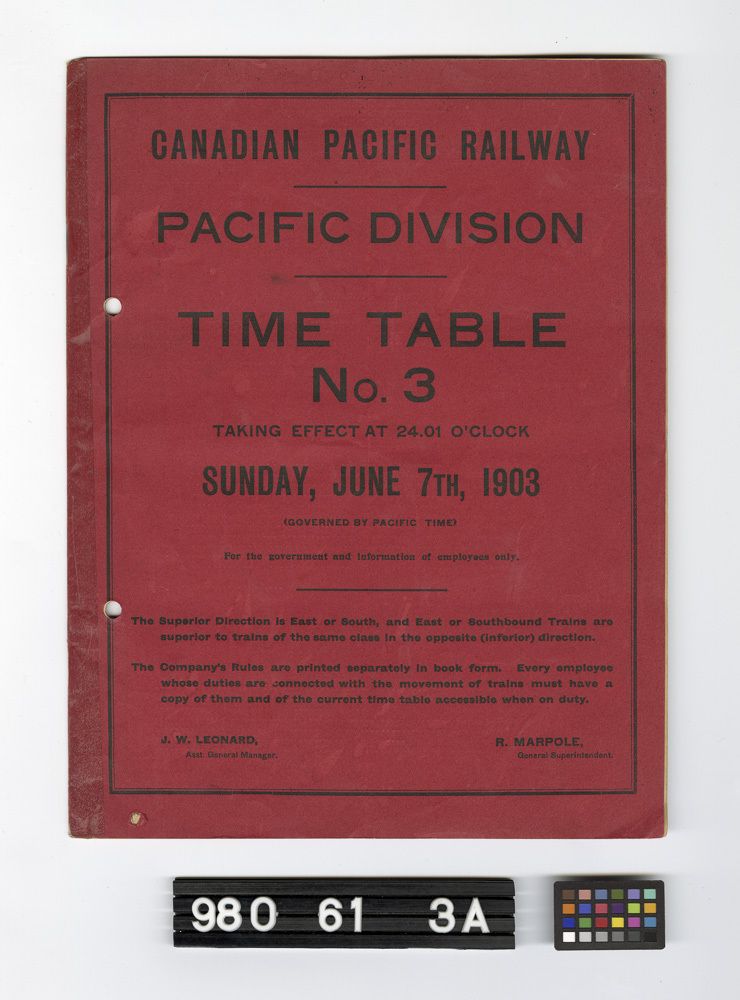 CANADIAN PACIFIC RAILWAY
PACIFIC DIVISION
TIME TABLE
No. 3
TAKING EFFECT AT 24.01 O'CLOCK
SUNDAY, JUNE 7TH, 1903
(GOVERNED BY PACIFIC TIME)
For the government and information of employees only.
The Superior Direction is East or South, and East or Southbound Trains are
superior to trains of the same class in the opposite (inferior) direction.
The Company's Rules are printed separately in book form. Every employee
whose duties are connected with the movement of trains must have a
copy of them and of the current time table accessible when on duty.
J. W. LEONARD,
Asst. General Manager.
R. MARPOLE,
General Superintendent.
980 61 3A